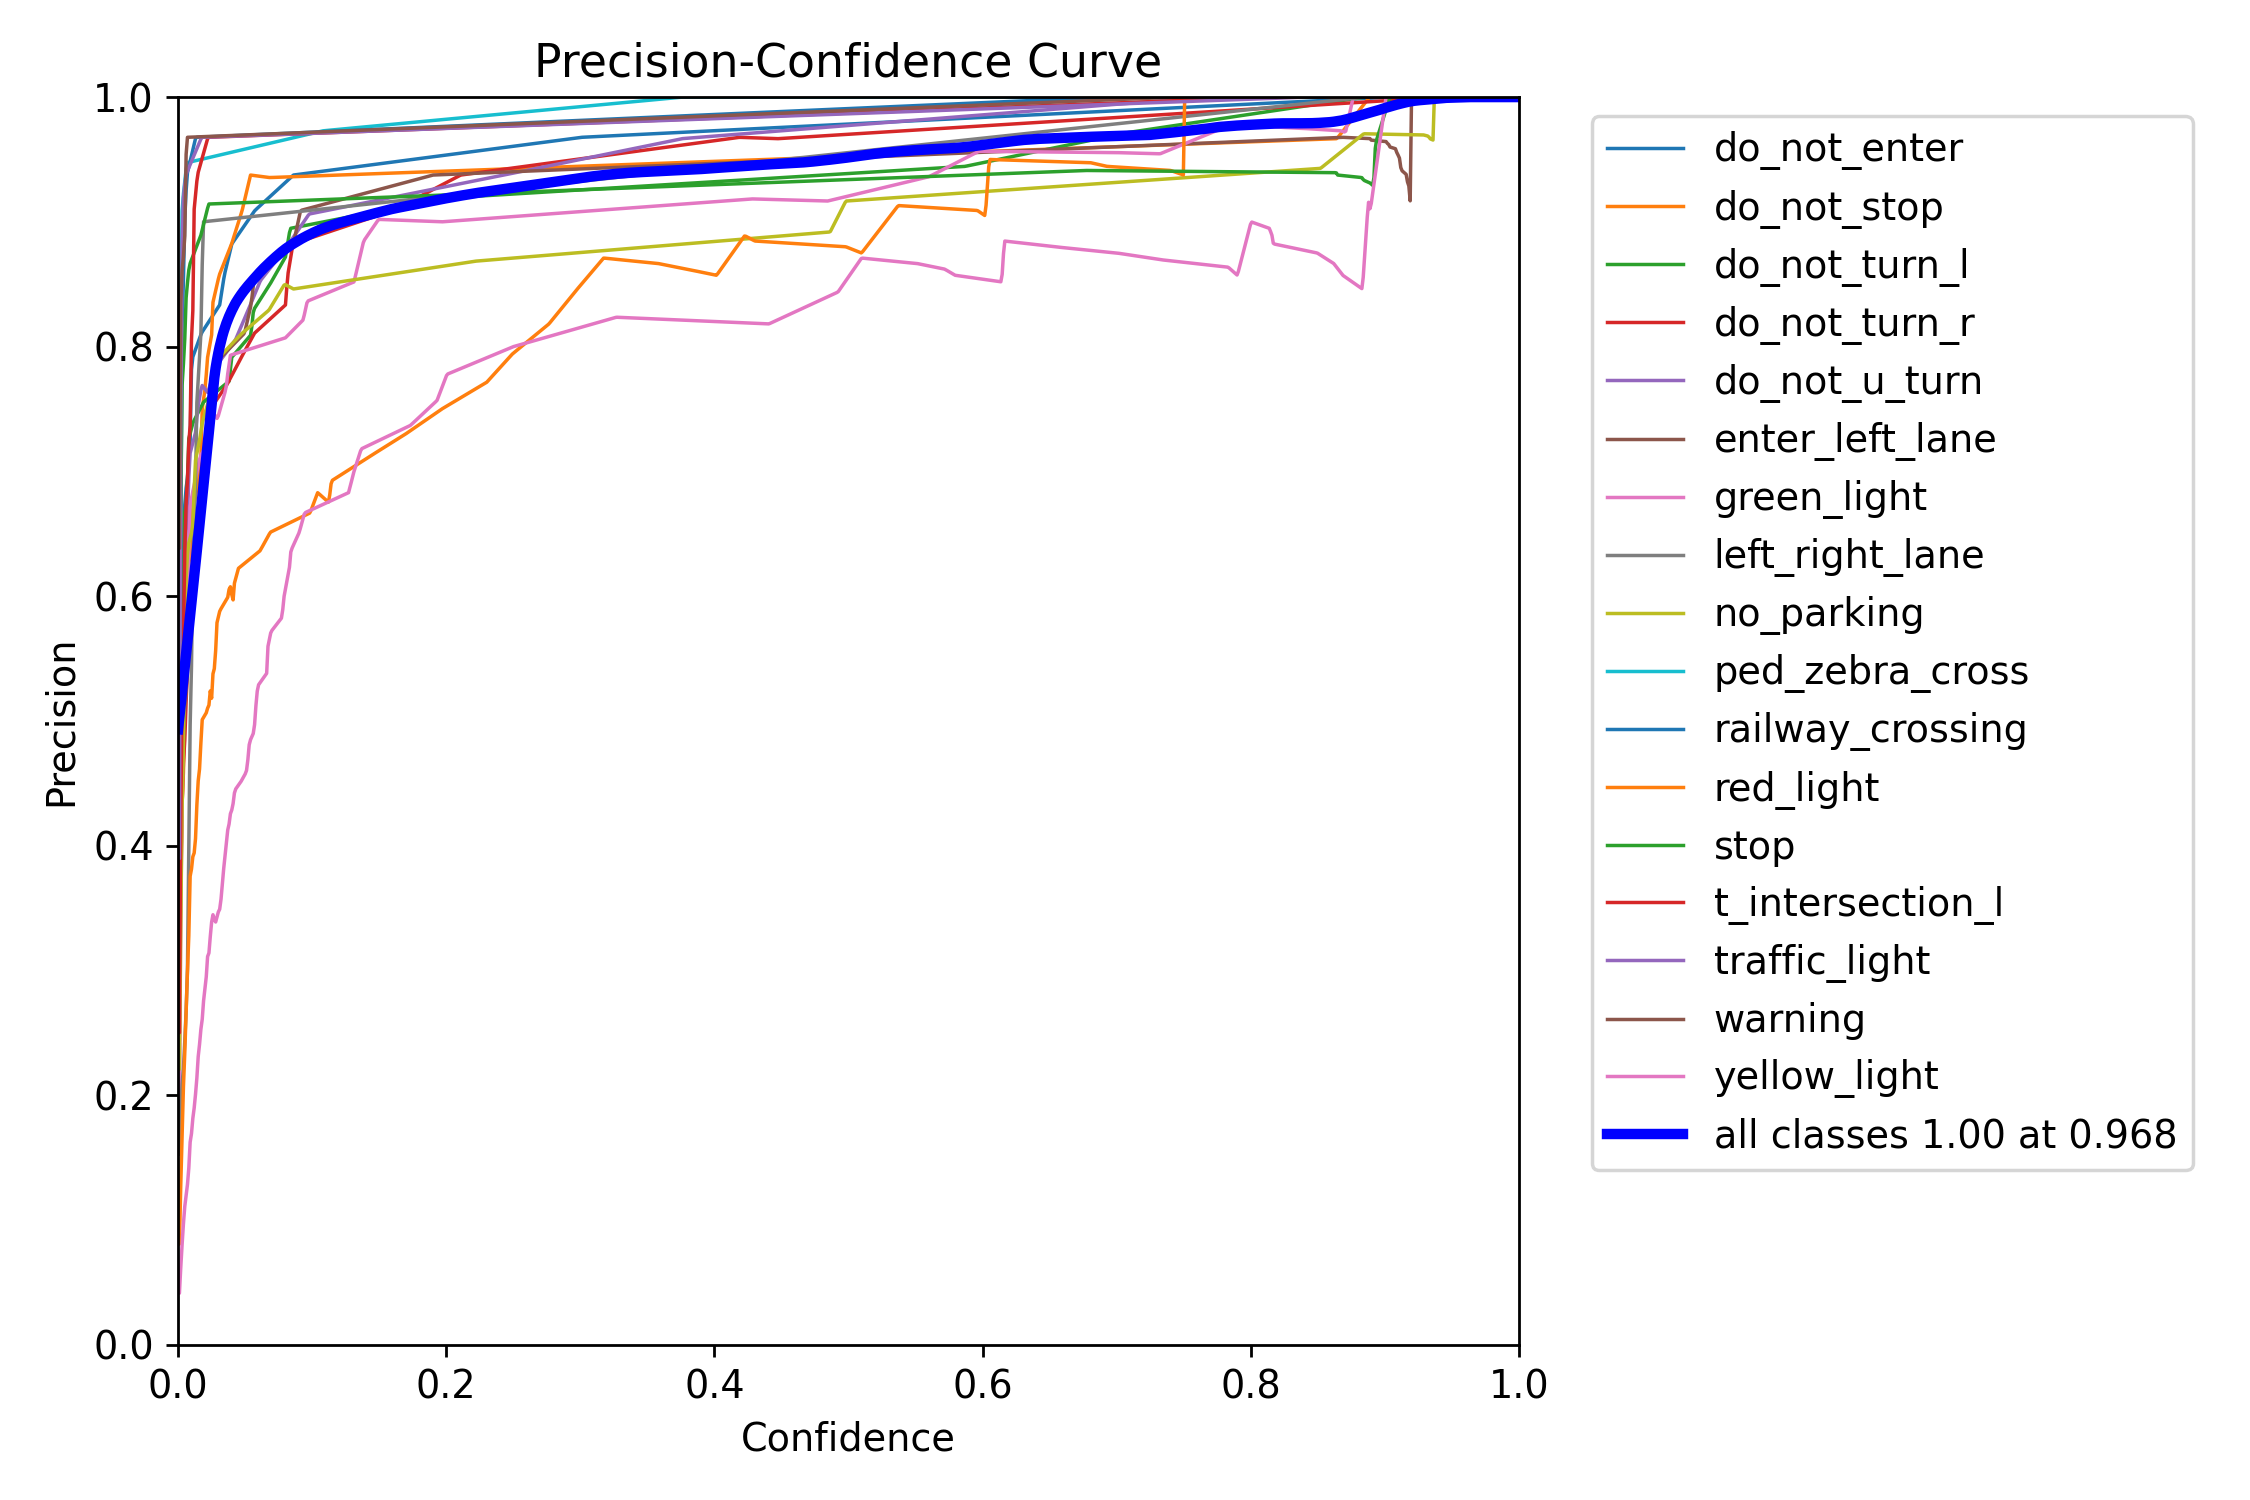 Precision-Confidence Curve
1.0
0.8
0.6
0.4
0.2
0.0
Precision
0.0 0.2 0.4 0.6 0.8 1.0
Confidence
do_not_enter
do_not_stop
do_not_turn_l
do_not_turn_r
do_not_u_turn
enter_left_lane
green_light
left_right_lane
no_parking
ped_zebra_cross
railway_crossing
red_light
stop
t_intersection_l
traffic_light
warning
yellow_light
all classes 1.00 at 0.968